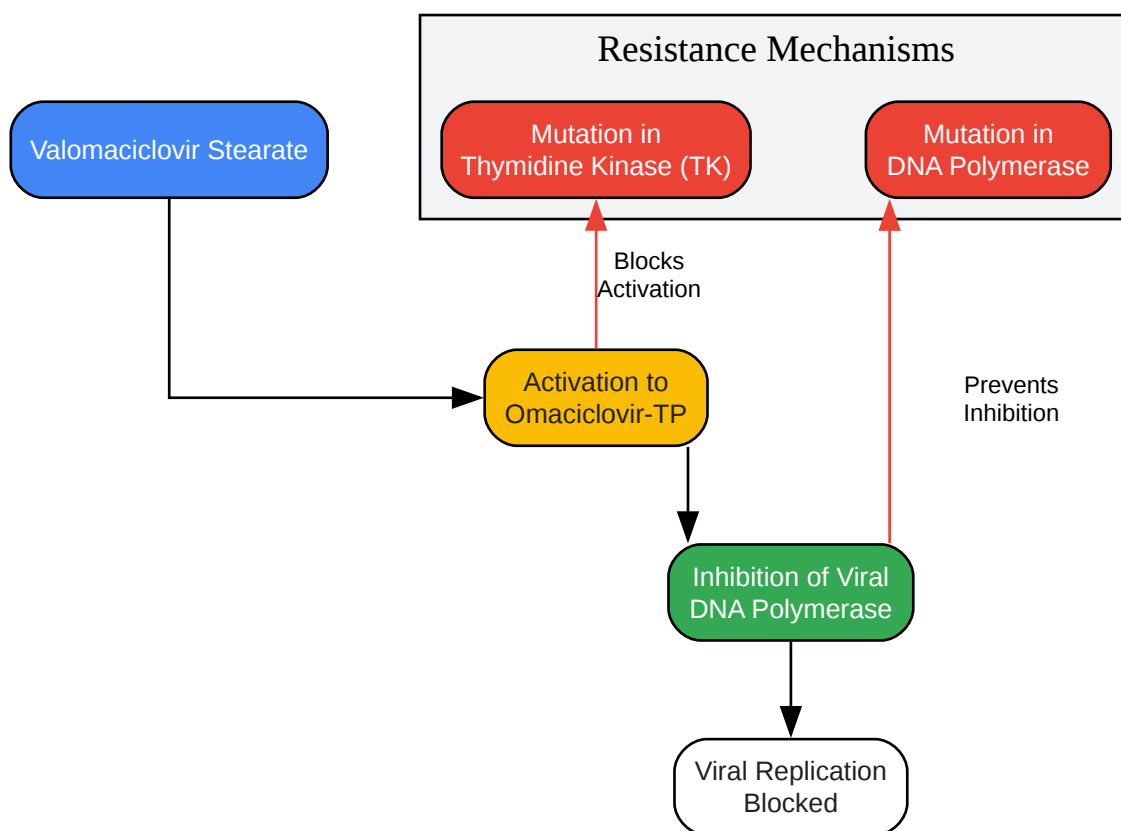 Resistance Mechanisms
Valomaciclovir Stearate
Mutation in
Thymidine Kinase (TK)
Mutation in
DNA Polymerase
Blocks
Activation
Activation to
Omaciclovir-TP
Prevents
Inhibition
Inhibition of Viral
DNA Polymerase
Viral Replication
Blocked